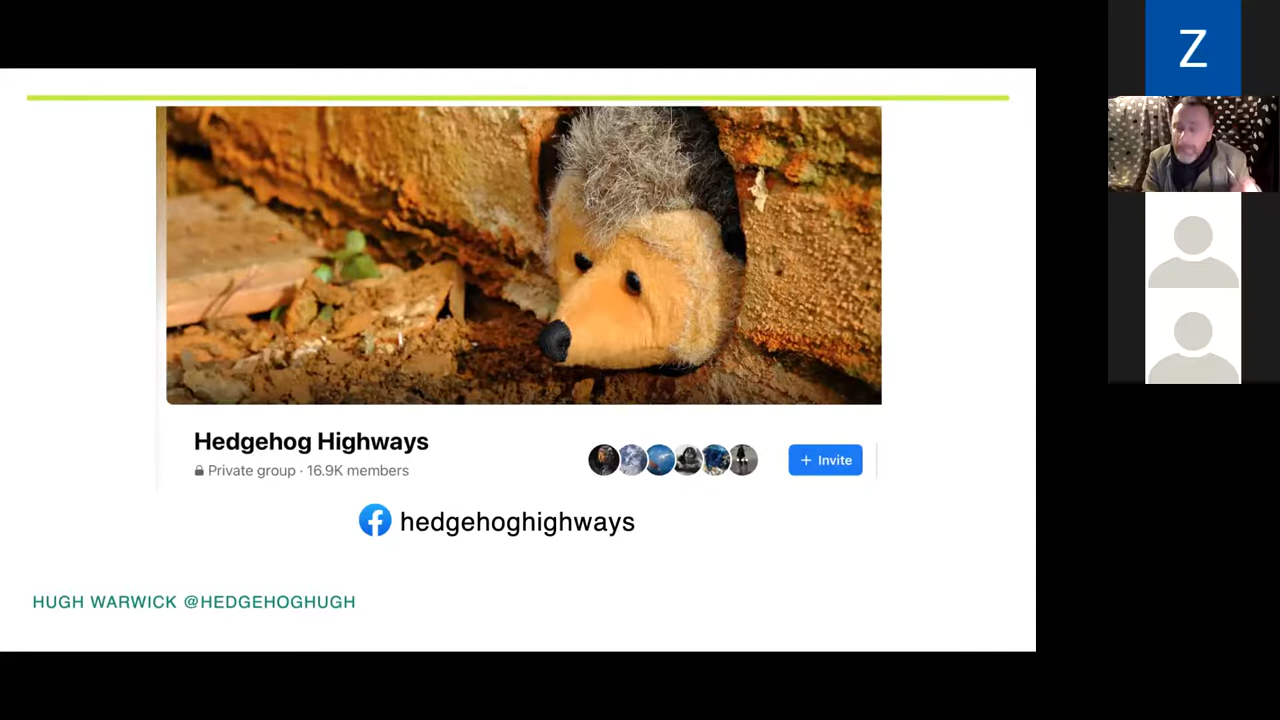 Z
Hedgehog Highways
Private group · 16.9K members
+ Invite
hedgehoghighways
HUGH WARWICK @HEDGEHOGHUGH